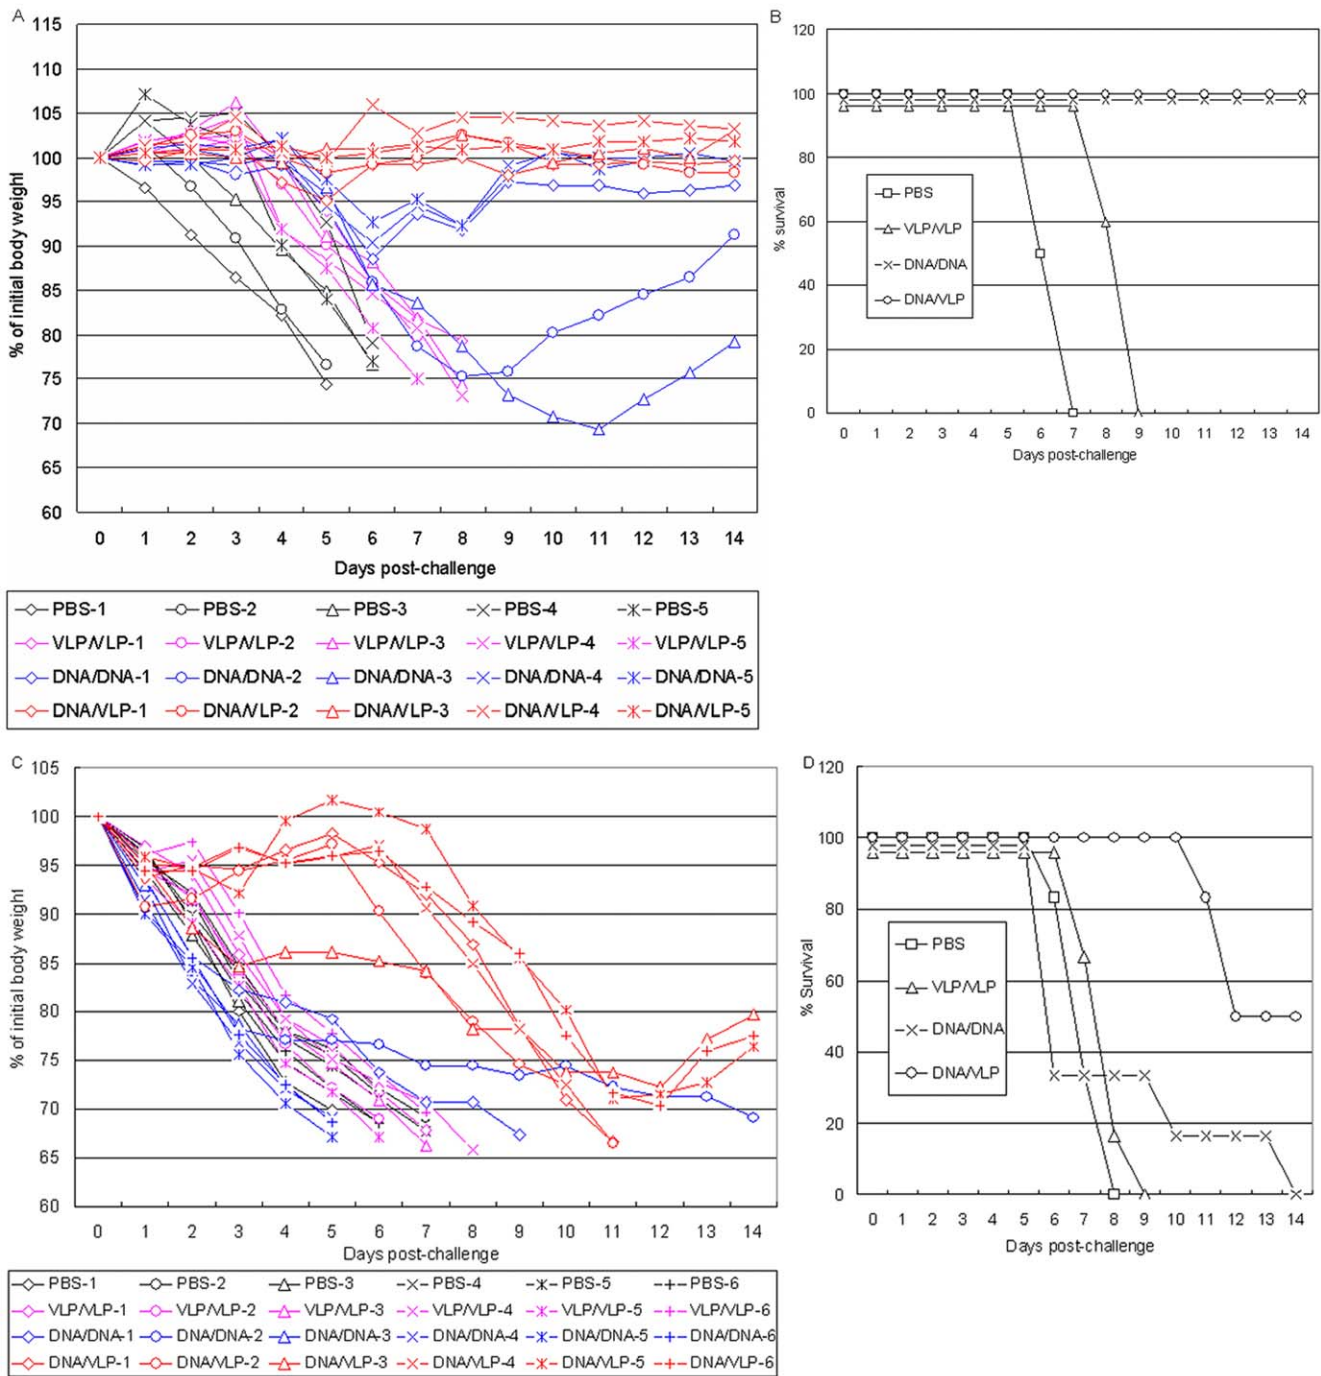 A
115
110
105
100
95
90
85
80
75
70
65
60
% of initial body weight
0 1 2 3 4 5 6 7 8 9 10 11 12 13 14
Days post-challenge
PBS-1 PBS-2 PBS-3 PBS-4 PBS-5
VLP/VLP-1 VLP/VLP-2 VLP/VLP-3 VLP/VLP-4 VLP/VLP-5
DNA/DNA-1 DNA/DNA-2 DNA/DNA-3 DNA/DNA-4 DNA/DNA-5
DNA/VLP-1 DNA/VLP-2 DNA/VLP-3 DNA/VLP-4 DNA/VLP-5
B
120
100
80
60
40
20
0
% survival
PBS
VLP/VLP
DNA/DNA
DNA/VLP
0 1 2 3 4 5 6 7 8 9 10 11 12 13 14
Days post-challenge
C
105
100
95
90
85
80
75
70
65
60
% of initial body weight
0 1 2 3 4 5 6 7 8 9 10 11 12 13 14
Days post-challenge
PBS-1 PBS-2 PBS-3 PBS-4 PBS-5 PBS-6
VLP/VLP-1 VLP/VLP-2 VLP/VLP-3 VLP/VLP-4 VLP/VLP-5 VLP/VLP-6
DNA/DNA-1 DNA/DNA-2 DNA/DNA-3 DNA/DNA-4 DNA/DNA-5 DNA/DNA-6
DNA/VLP-1 DNA/VLP-2 DNA/VLP-3 DNA/VLP-4 DNA/VLP-5 DNA/VLP-6
D
120
100
80
60
40
20
0
% Survival
PBS
VLP/VLP
DNA/DNA
DNA/VLP
0 1 2 3 4 5 6 7 8 9 10 11 12 13 14
Days post-challenge